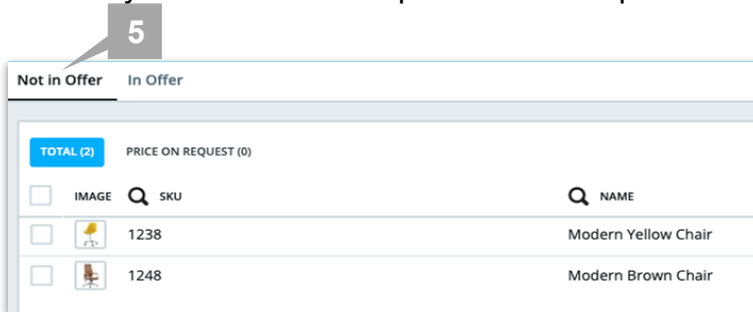 5
Not in Offer In Offer
TOTAL (2) PRICE ON REQUEST (0)
IMAGE SKU NAME
1238 Modern Yellow Chair
1248 Modern Brown Chair